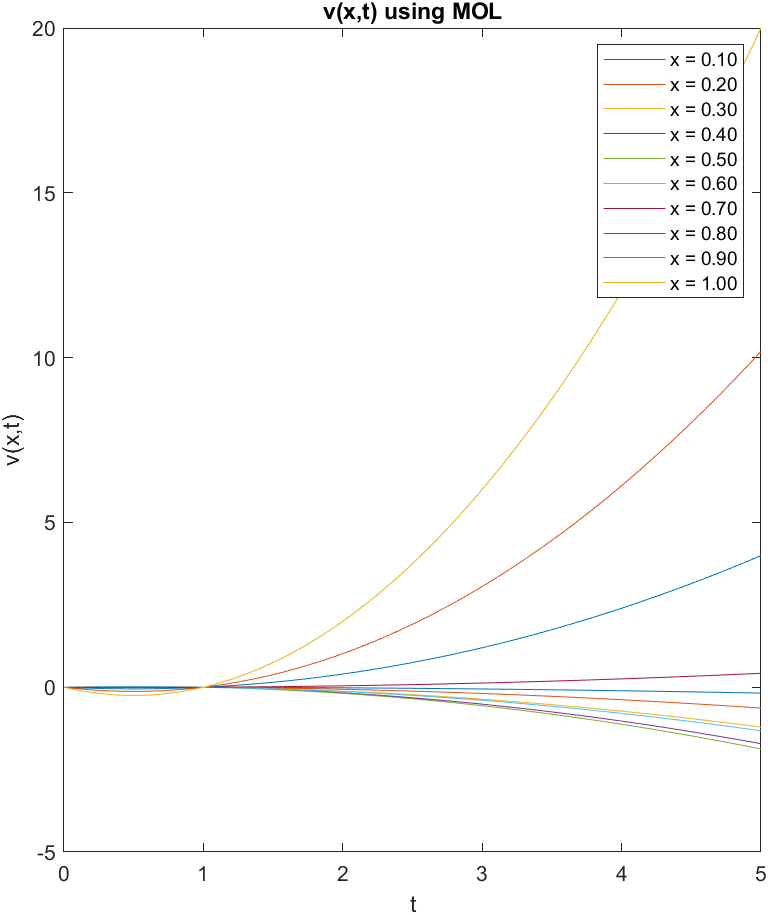 v(x,t) using MOL
20
15
10
5
0
-5
v(x,t)
x = 0.10
x = 0.20
x = 0.30
x = 0.40
x = 0.50
x = 0.60
x = 0.70
x = 0.80
x = 0.90
x = 1.00
0 1 2 3 4 5
t